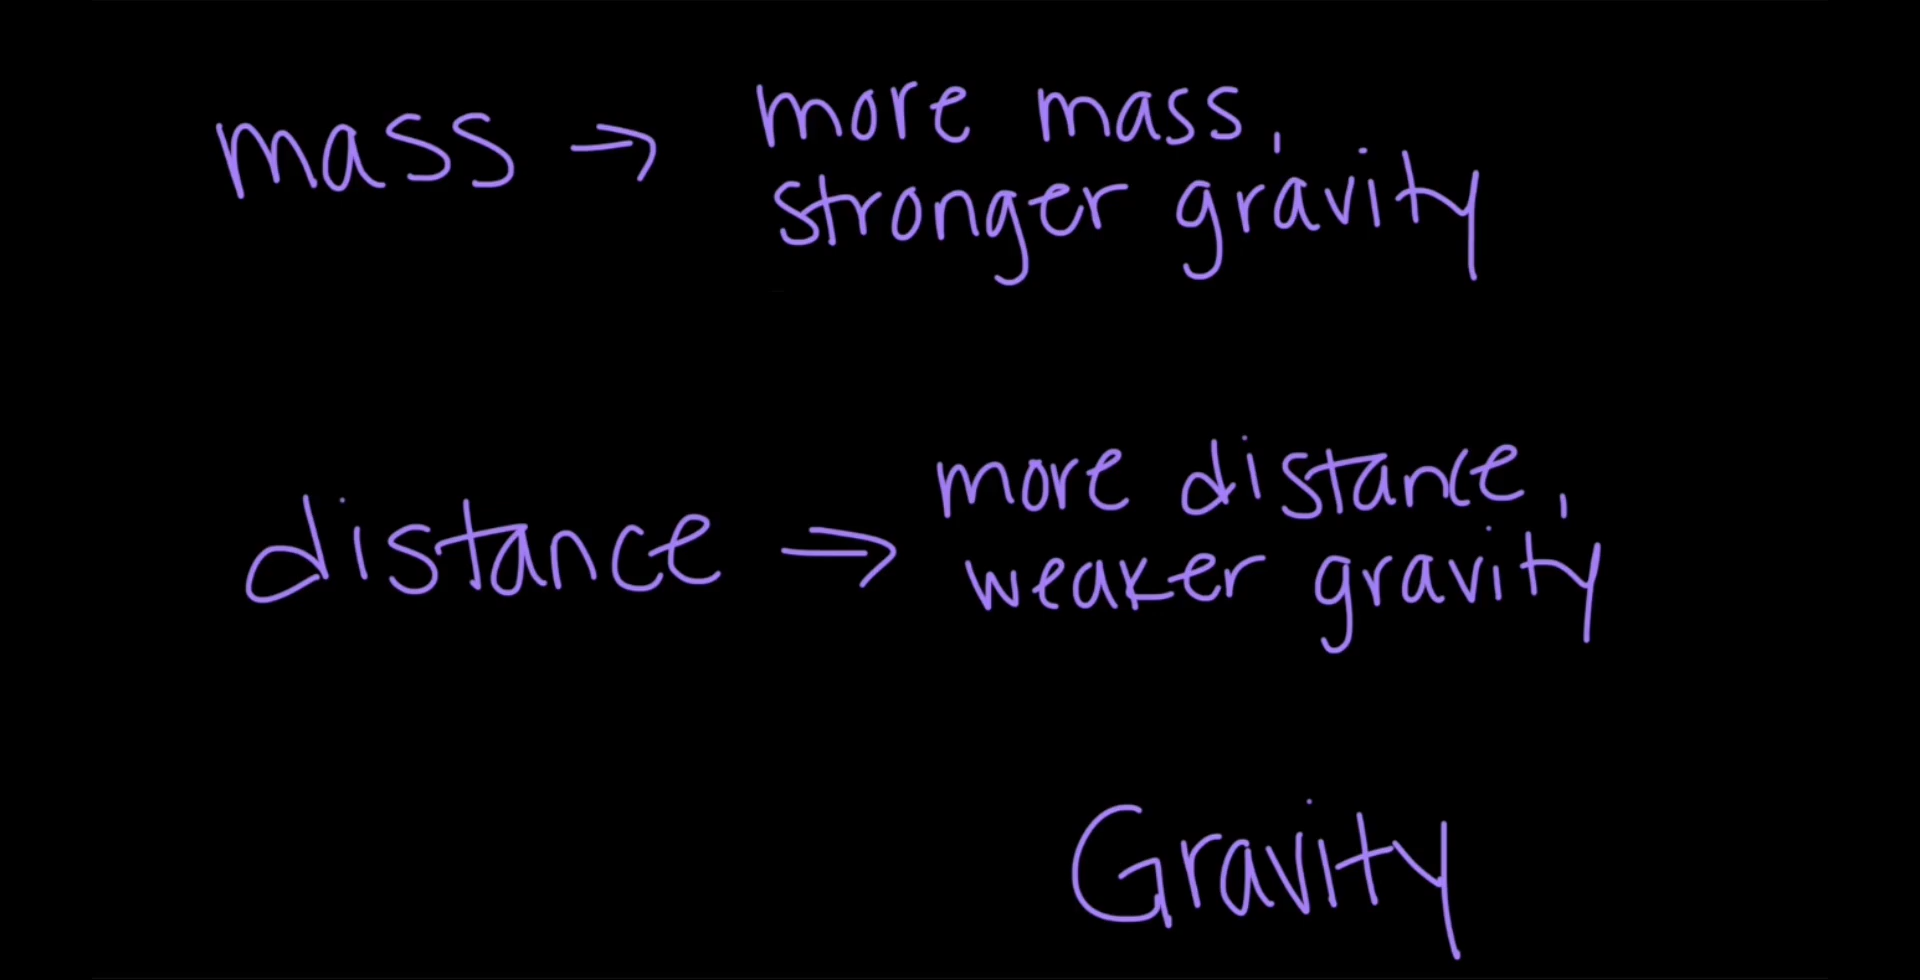 mass → more mass,
stronger gravity
distance → more distance,
weaker gravity
Gravity